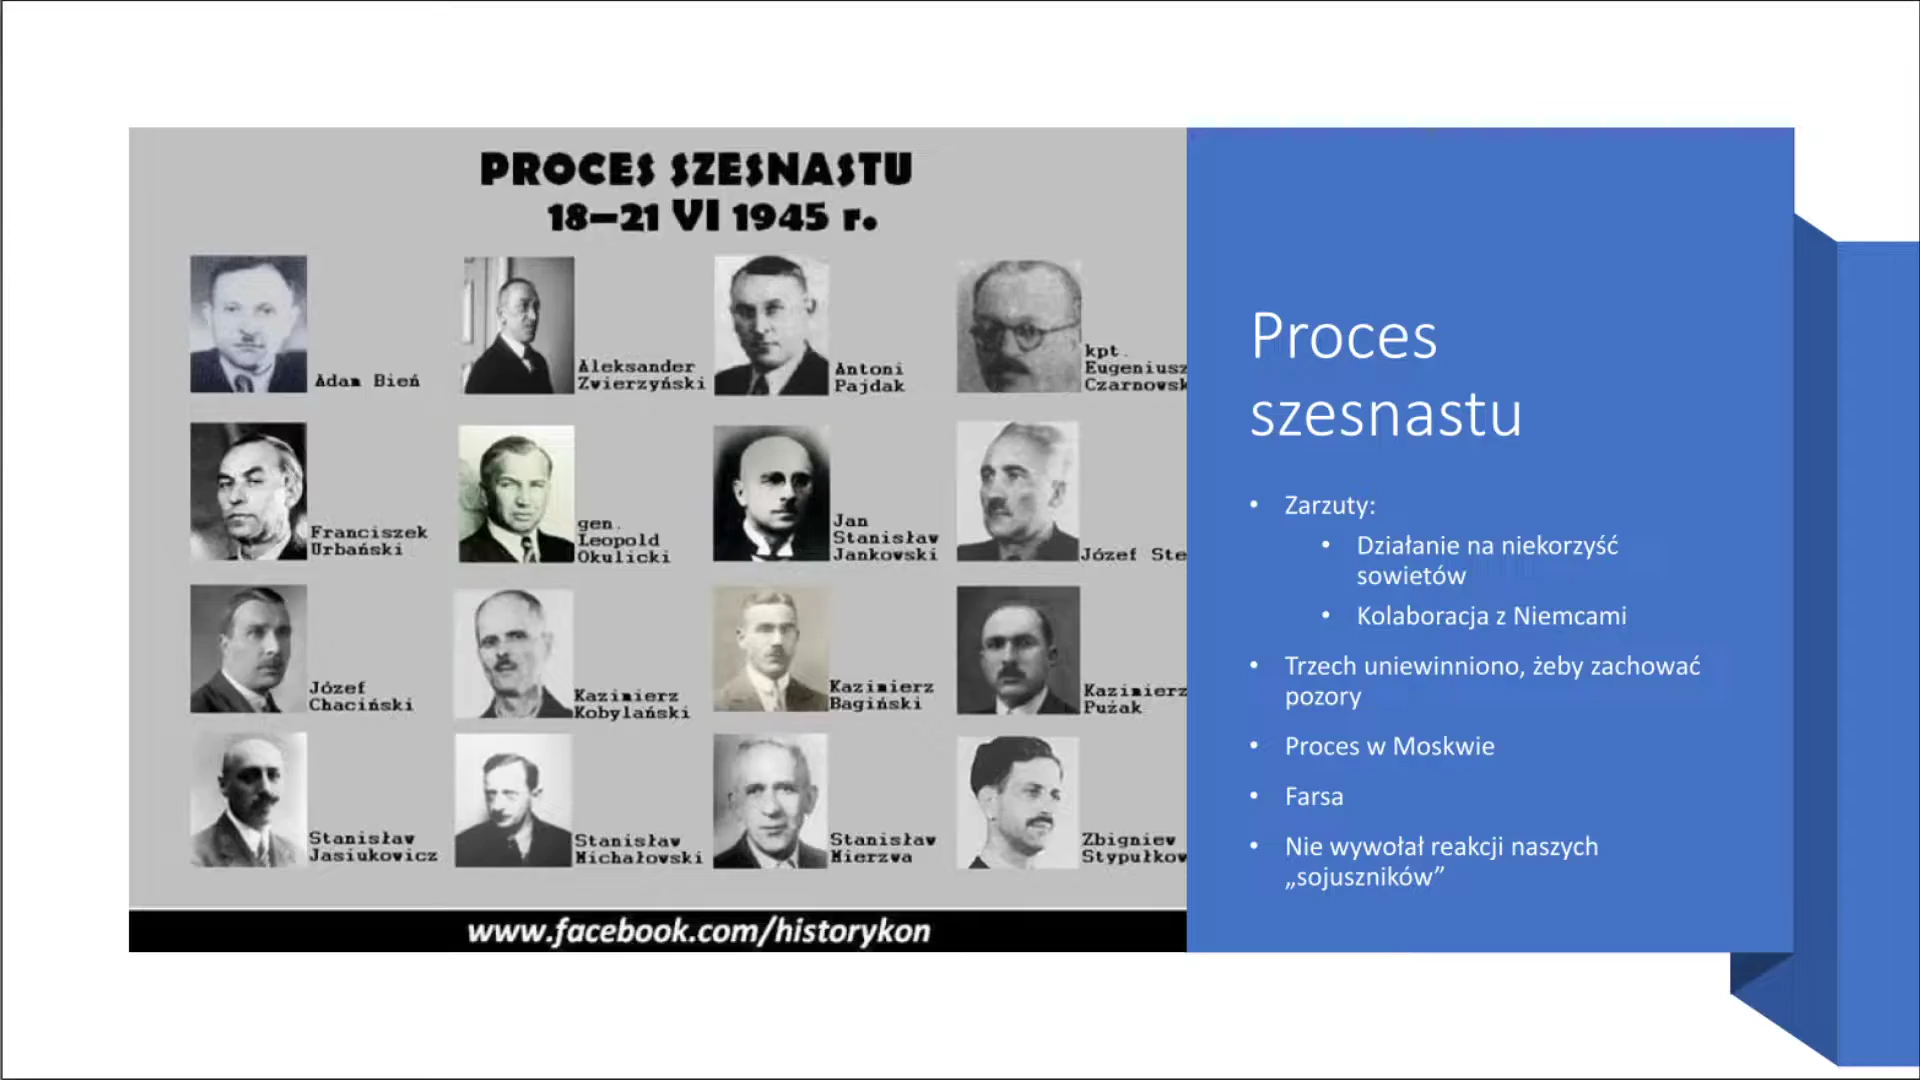 PROCES SZESNASTU
18–21 VI 1945 r.
Adam Bień
Aleksander
Zwierzyński
Antoni
Pajdak
kpt.
Eugeniusz
Czarnowsk
Franciszek
Urbański
gen.
Leopold
Okulicki
Jan
Stanisław
Jankowski
Józef Ste
Józef
Chaciński
Kazimierz
Kobylański
Kazimierz
Bagiński
Kazimierz
Pużak
Stanisław
Jasiukowicz
Stanisław
Michałowski
Stanisław
Mierzwa
Zbigniew
Stypułkow
www.facebook.com/historykon
Proces
szesnastu
• Zarzuty:
• Działanie na niekorzyść
sowietów
• Kolaboracja z Niemcami
• Trzech uniewinniono, żeby zachować
pozory
• Proces w Moskwie
• Farsa
• Nie wywołał reakcji naszych
„sojuszników”